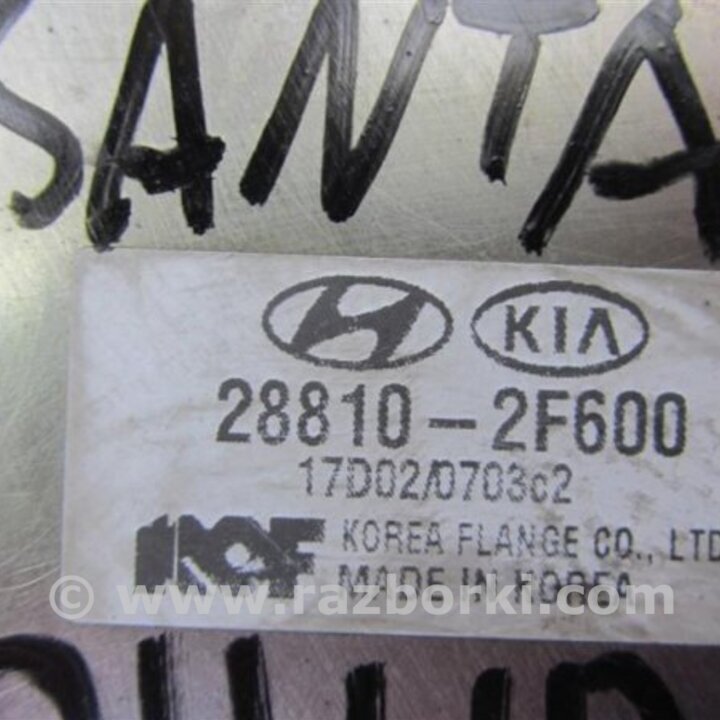 SANTA
KIA
28810-2F600
17D02/0703c2
KOREA FLANGE CO., LTD
MADE IN KOREA
© www.razborki.com